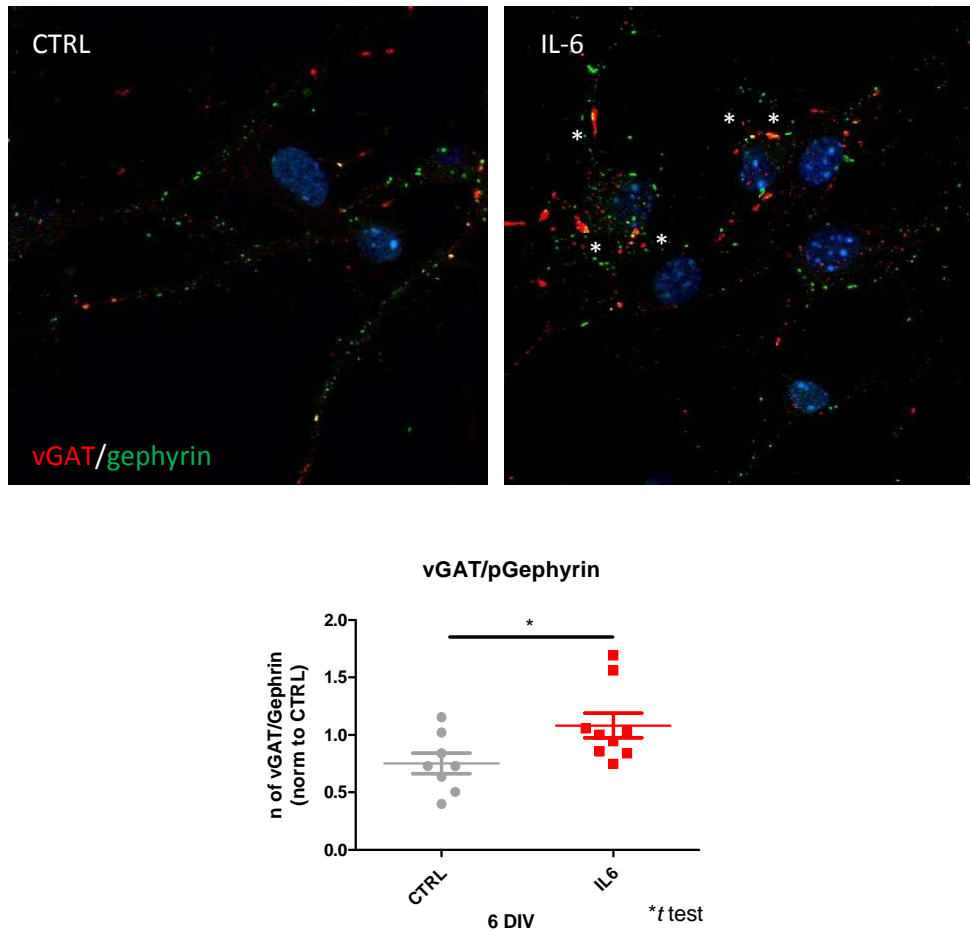 CTRL
IL-6
* *
*
* *
vGAT/gephyrin
vGAT/pGephyrin
*
n of vGAT/Gephrin
(norm to CTRL)
2.0
1.5
1.0
0.5
0.0
CTRL
IL6
6 DIV
*t test